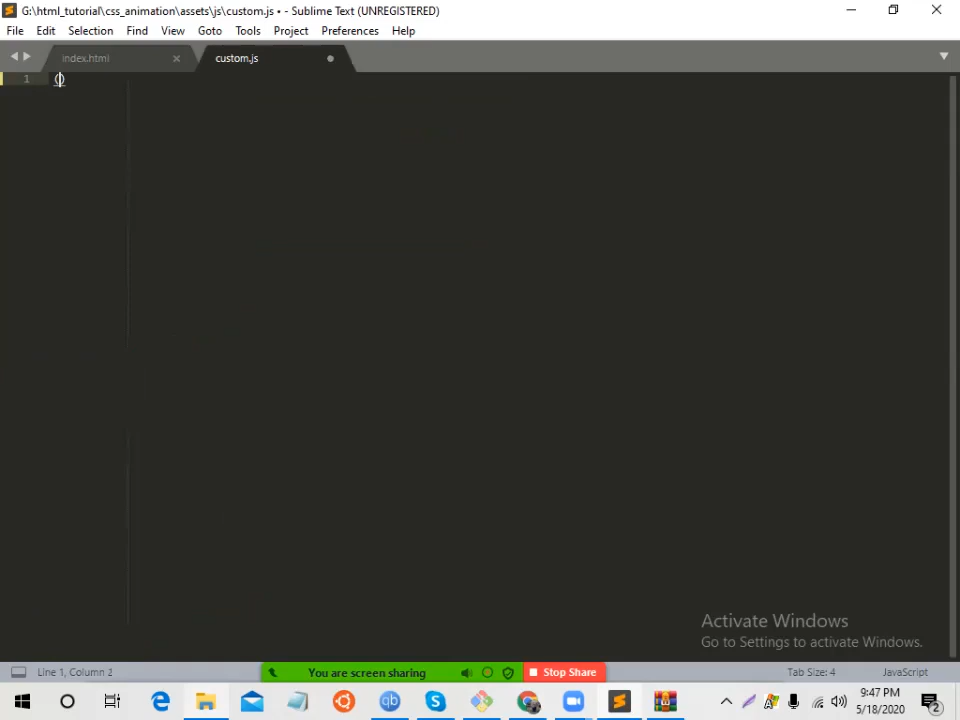 G:\html_tutorial\css_animation\assets\js\custom.js • - Sublime Text (UNREGISTERED)
File Edit Selection Find View Goto Tools Project Preferences Help
index.html custom.js
1 ()
Activate Windows
Go to Settings to activate Windows.
Line 1, Column 2 You are screen sharing Stop Share Tab Size: 4 JavaScript
9:47 PM
5/18/2020
2